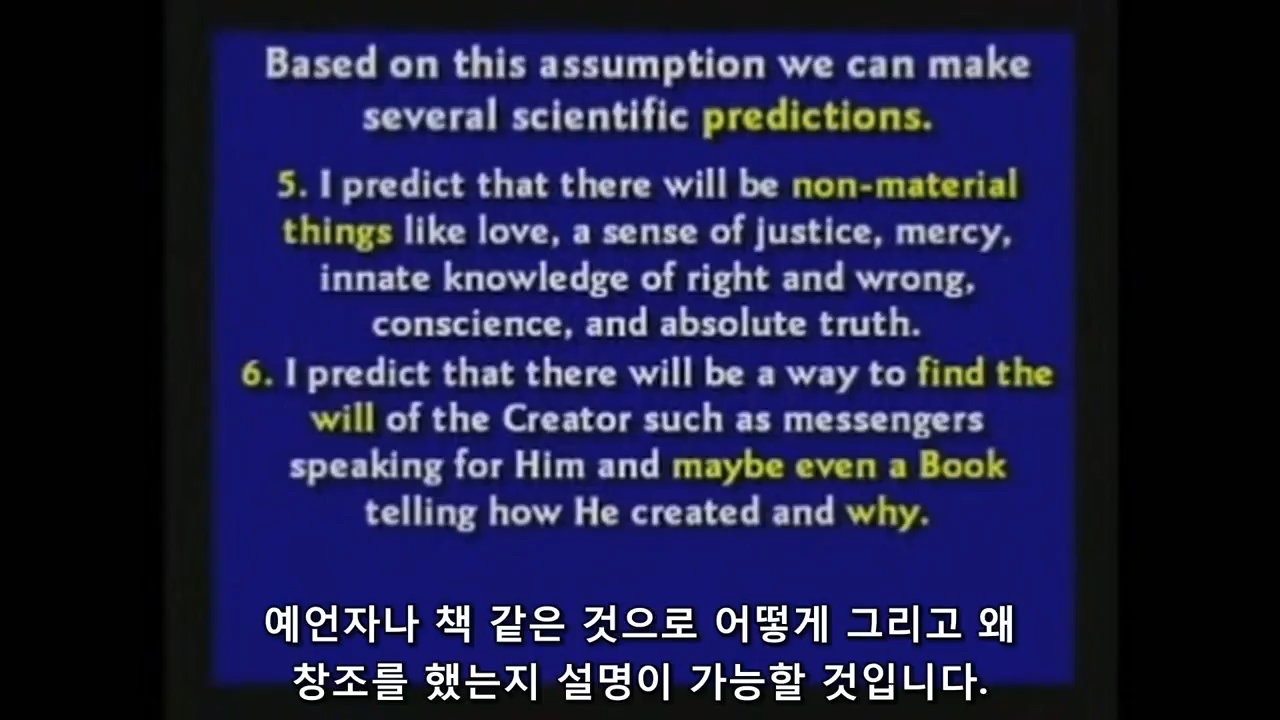 Based on this assumption we can make
several scientific predictions.
5. I predict that there will be non-material
things like love, a sense of justice, mercy,
innate knowledge of right and wrong,
conscience, and absolute truth.
6. I predict that there will be a way to find the
will of the Creator such as messengers
speaking for Him and maybe even a Book
telling how He created and why.
예언자나 책 같은 것으로 어떻게 그리고 왜
창조를 했는지 설명이 가능할 것입니다.